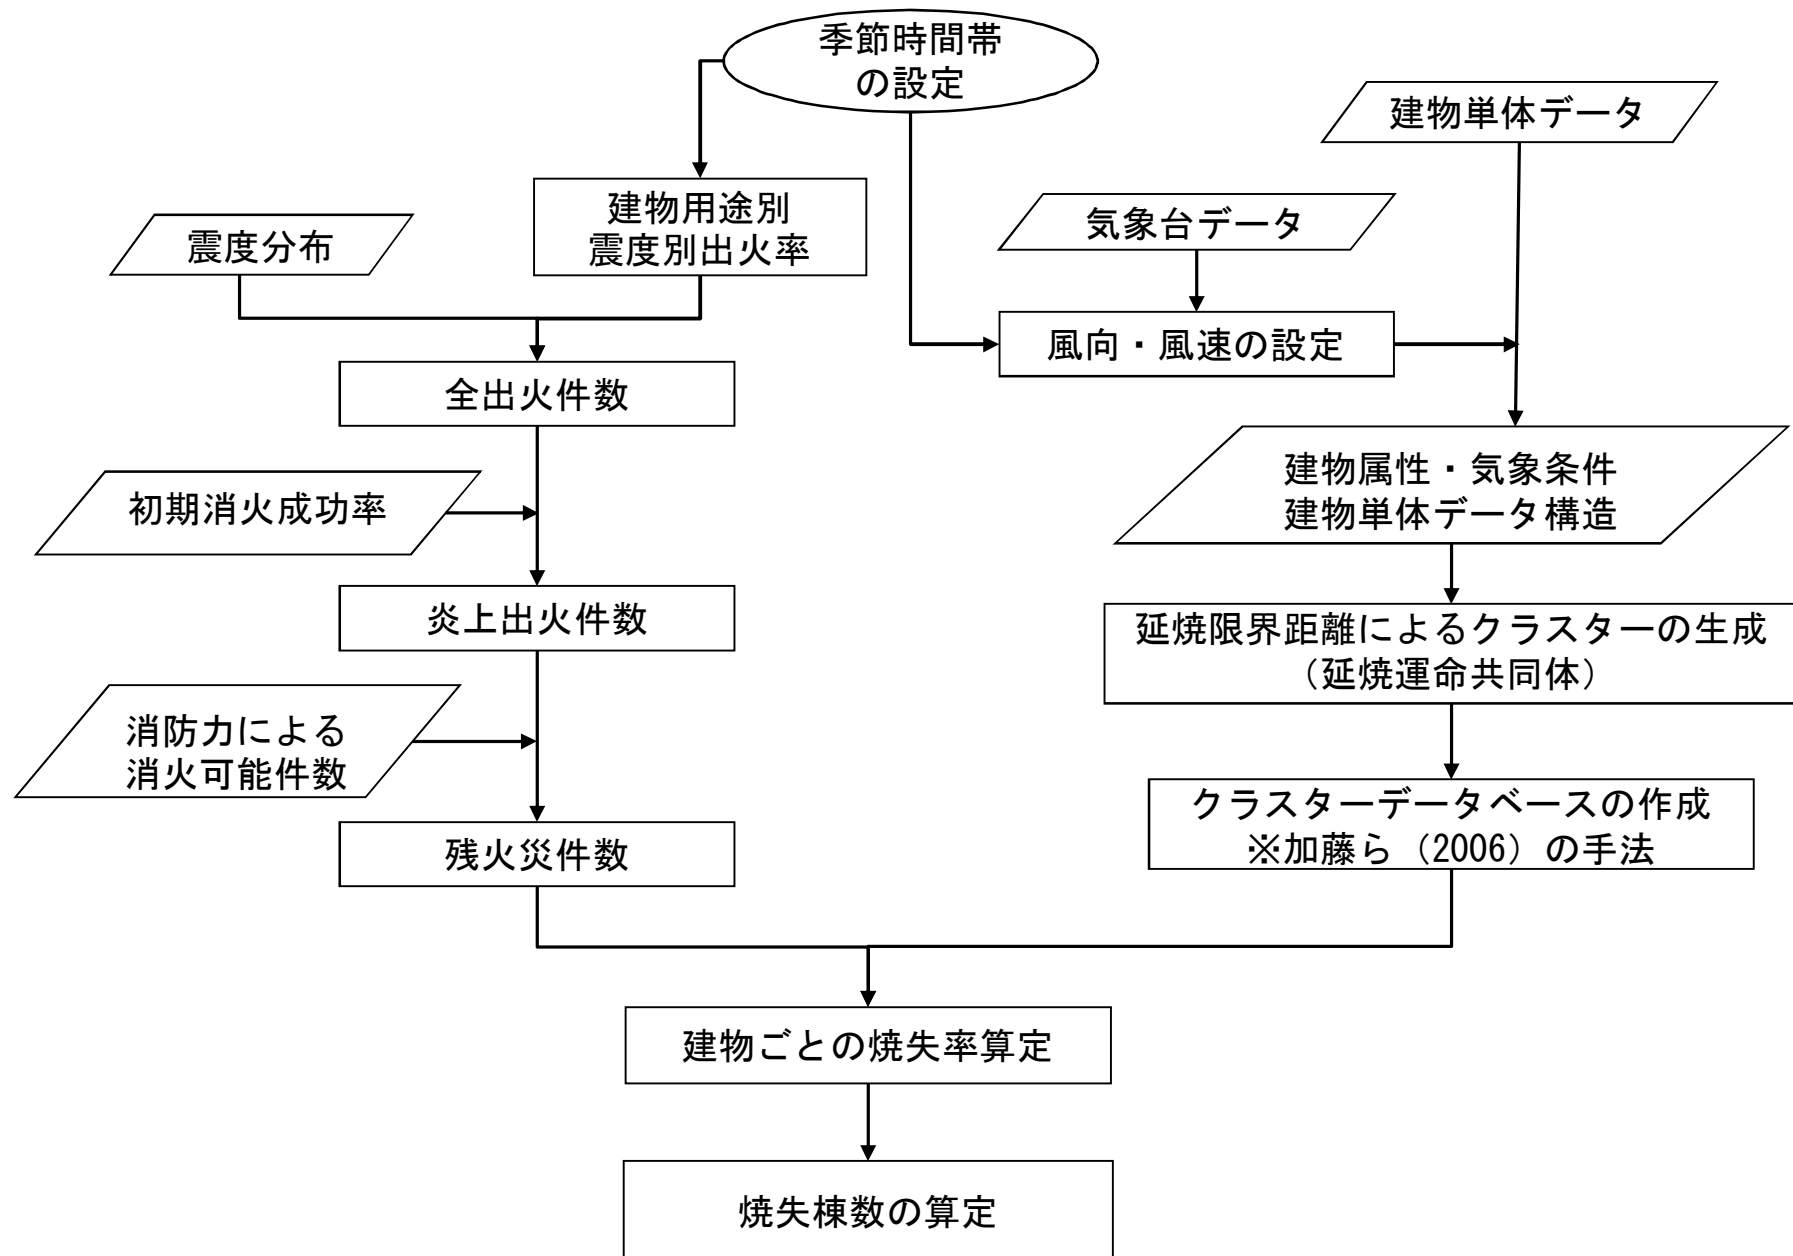 季節時間帯
の設定
建物単体データ
建物用途別
震度別出火率
気象台データ
震度分布
風向・風速の設定
全出火件数
建物属性・気象条件
建物単体データ構造
初期消火成功率
炎上出火件数
延焼限界距離によるクラスターの生成
（延焼運命共同体）
消防力による
消火可能件数
クラスターデータベースの作成
※加藤ら（2006）の手法
残火災件数
建物ごとの焼失率算定
焼失棟数の算定